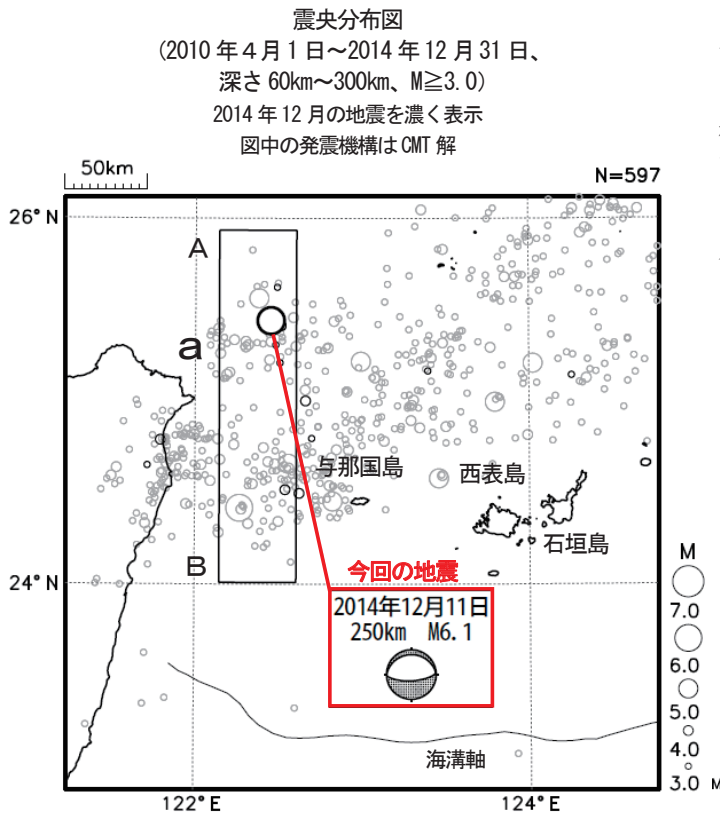 震央分布図
(2010年4月1日～2014年12月31日、
深さ60km～300km、M≧3.0)
2014年12月の地震を濃く表示
図中の発震機構はCMT解
50km
N=597
26°N
A
a
与那国島
西表島
石垣島
B
24°N
今回の地震
2014年12月11日
250km M6.1
海溝軸
M
7.0
6.0
5.0
4.0
3.0
M
122°E
124°E